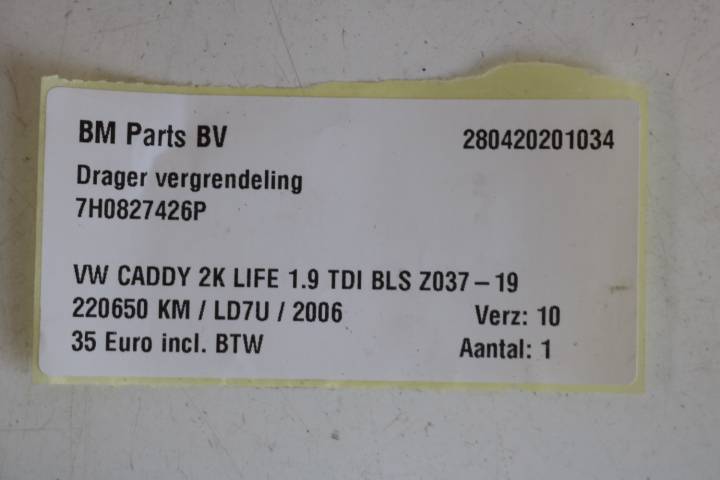 BM Parts BV 280420201034
Drager vergrendeling
7H0827426P
VW CADDY 2K LIFE 1.9 TDI BLS Z037 – 19
220650 KM / LD7U / 2006 Verz: 10
35 Euro incl. BTW Aantal: 1